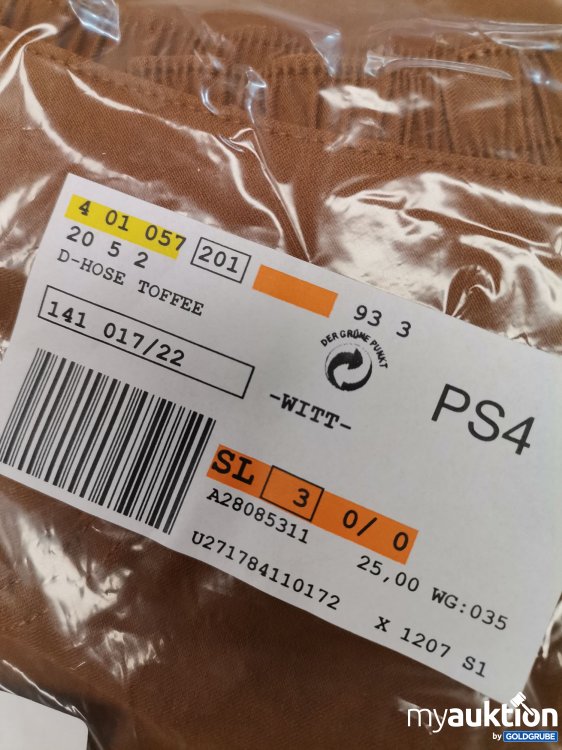 4 01 057 201 93 3
20 5 2
D-HOSE TOFFEE
DER GRÜNE PUNKT
141 017/22
-WITT-
PS4
SL 3 0/ 0
A28085311 25,00 WG:035
U271784110172 X 1207 S1
myauktion
by GOLDGRUBE